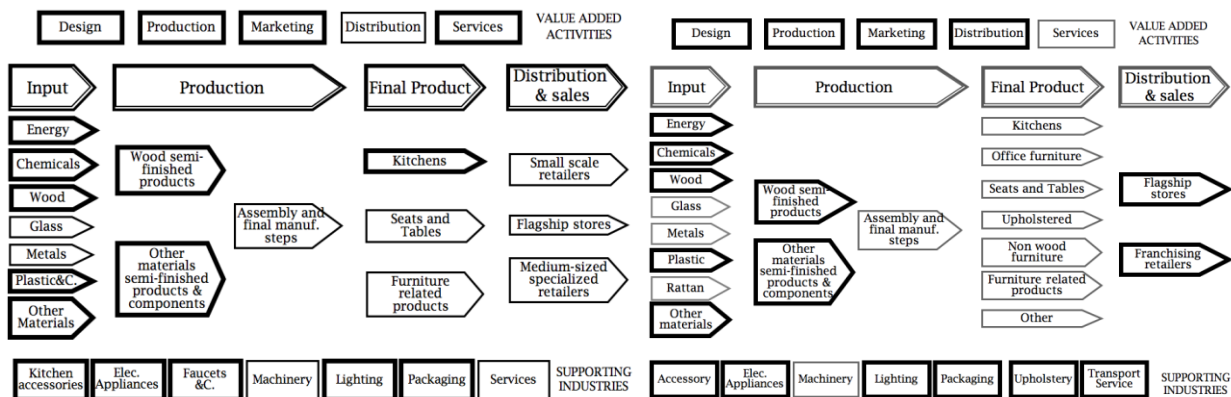 Design
Production
Marketing
Distribution
Services
VALUE ADDED
ACTIVITIES
Input
Production
Final Product
Distribution
& sales
Energy
Chemicals
Wood
Glass
Metals
Plastic&C.
Other
Materials
Wood semi-
finished
products
Other
materials
semi-finished
products &
components
Assembly and
final manuf.
steps
Kitchens
Seats and
Tables
Furniture
related
products
Small scale
retailers
Flagship stores
Medium-sized
specialized
retailers
Kitchen
accessories
Elec.
Appliances
Faucets
&C.
Machinery
Lighting
Packaging
Services
SUPPORTING
INDUSTRIES
Design
Production
Marketing
Distribution
Services
VALUE ADDED
ACTIVITIES
Input
Production
Final Product
Distribution
& sales
Energy
Chemicals
Wood
Glass
Metals
Plastic
Rattan
Other
materials
Wood semi-
finished
products
Other
materials
semi-finished
products &
components
Assembly and
final manuf.
steps
Kitchens
Office furniture
Seats and Tables
Upholstered
Non wood
furniture
Furniture related
products
Other
Flagship
stores
Franchising
retailers
Accessory
Elec.
Appliances
Machinery
Lighting
Packaging
Upholstery
Transport
Service
SUPPORTING
INDUSTRIES